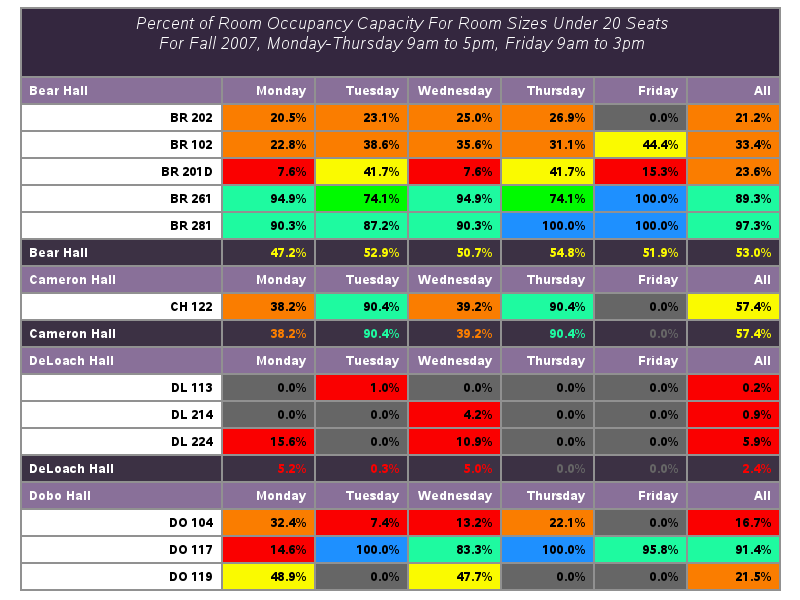 Percent of Room Occupancy Capacity For Room Sizes Under 20 Seats
For Fall 2007, Monday-Thursday 9am to 5pm, Friday 9am to 3pm
Bear Hall Monday Tuesday Wednesday Thursday Friday All
BR 202 20.5% 23.1% 25.0% 26.9% 0.0% 21.2%
BR 102 22.8% 38.6% 35.6% 31.1% 44.4% 33.4%
BR 201D 7.6% 41.7% 7.6% 41.7% 15.3% 23.6%
BR 261 94.9% 74.1% 94.9% 74.1% 100.0% 89.3%
BR 281 90.3% 87.2% 90.3% 100.0% 100.0% 97.3%
Bear Hall 47.2% 52.9% 50.7% 54.8% 51.9% 53.0%
Cameron Hall Monday Tuesday Wednesday Thursday Friday All
CH 122 38.2% 90.4% 39.2% 90.4% 0.0% 57.4%
Cameron Hall 38.2% 90.4% 39.2% 90.4% 0.0% 57.4%
DeLoach Hall Monday Tuesday Wednesday Thursday Friday All
DL 113 0.0% 1.0% 0.0% 0.0% 0.0% 0.2%
DL 214 0.0% 0.0% 4.2% 0.0% 0.0% 0.9%
DL 224 15.6% 0.0% 10.9% 0.0% 0.0% 5.9%
DeLoach Hall 5.2% 0.3% 5.0% 0.0% 0.0% 2.4%
Dobo Hall Monday Tuesday Wednesday Thursday Friday All
DO 104 32.4% 7.4% 13.2% 22.1% 0.0% 16.7%
DO 117 14.6% 100.0% 83.3% 100.0% 95.8% 91.4%
DO 119 48.9% 0.0% 47.7% 0.0% 0.0% 21.5%